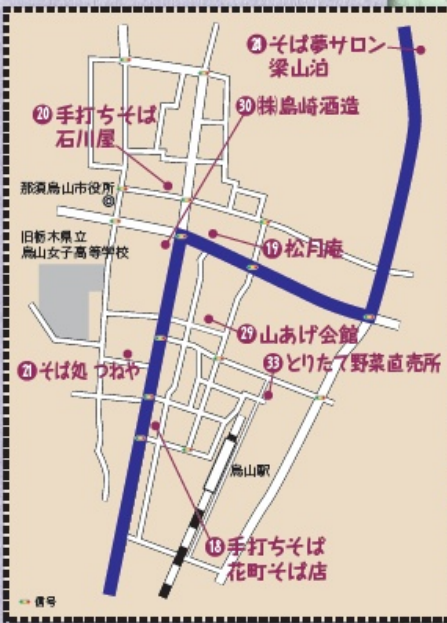 ㉑そば夢サロン
梁山泊
⑳手打ちそば
石川屋
㉚㈱島崎酒造
那須烏山市役所
旧栃木県立
烏山女子高等学校
⑲松月庵
㉙山あげ会館
㉝とりたて野菜直売所
㉑そば処 つねや
烏山駅
⑱手打ちそば
花町そば店
信号